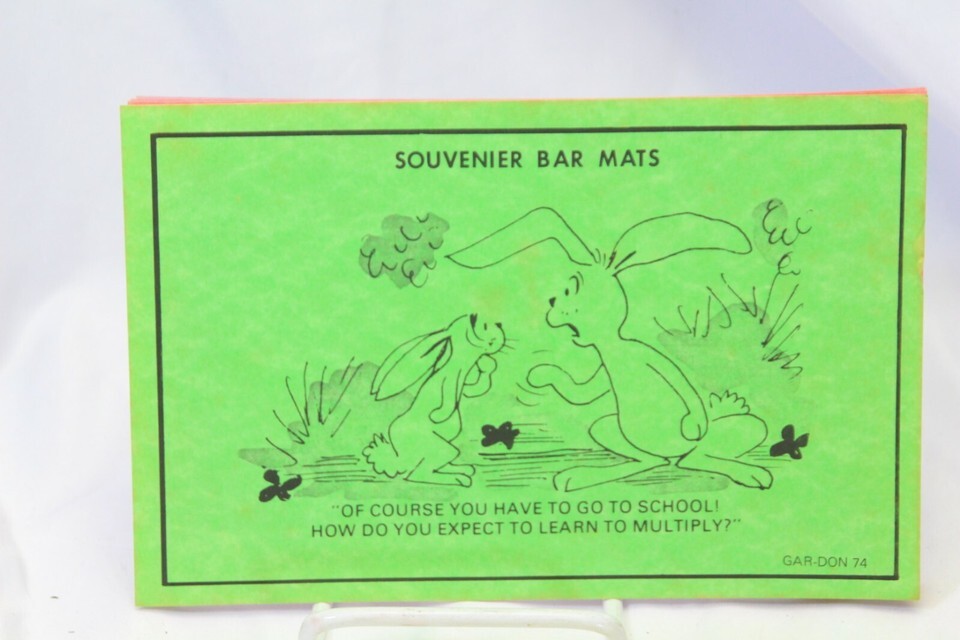 SOUVENIER BAR MATS
"OF COURSE YOU HAVE TO GO TO SCHOOL!
HOW DO YOU EXPECT TO LEARN TO MULTIPLY?"
GAR-DON 74